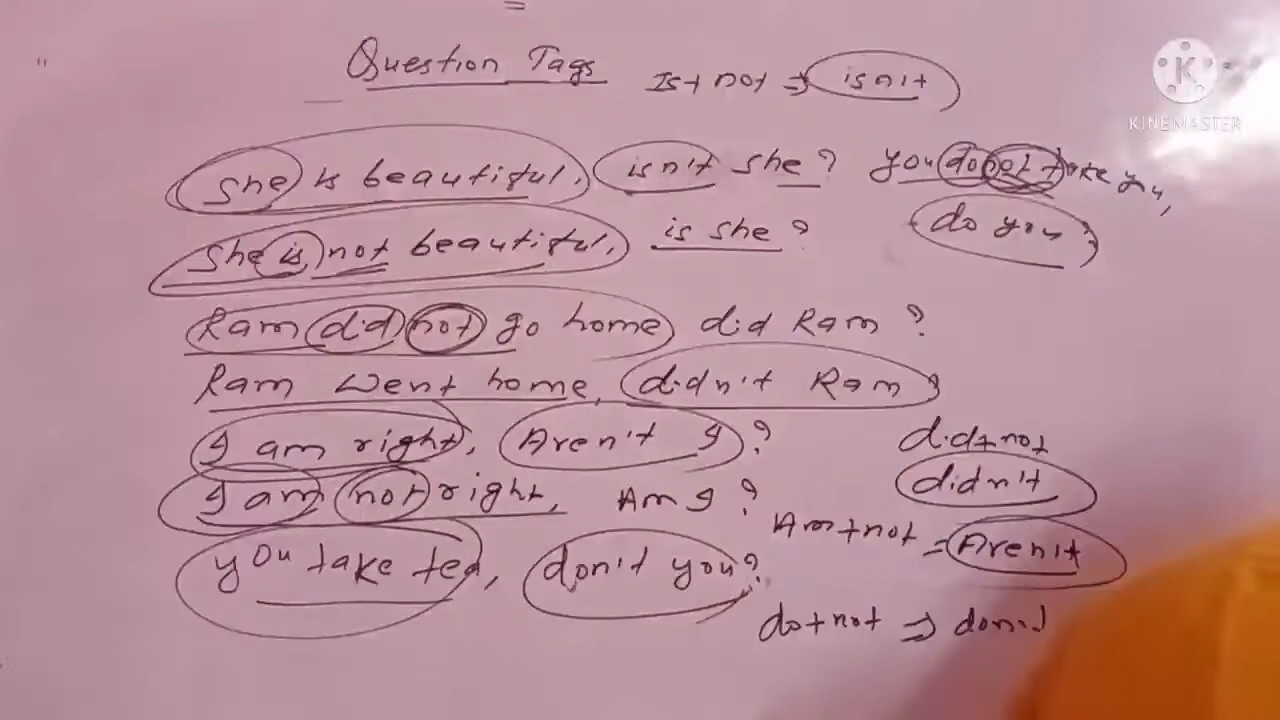 Question Tags
Is + not => isn't
She is beautiful, isn't she?
She is not beautiful, is she?
you do not take you,
do you?
Ram did not go home did Ram?
Ram went home, didn't Ram?
I am right, Aren't I?
I am not right, Am I?
you take tea, don't you?
did + not
didn't
Am + not = Aren't
do + not => don't
KINEMASTER